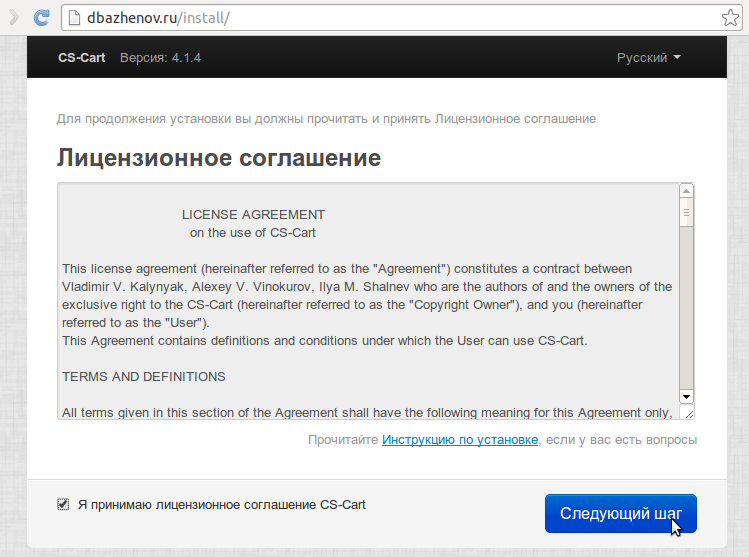 dbazhenov.ru/install/
CS-Cart Версия: 4.1.4 Русский
Для продолжения установки вы должны прочитать и принять Лицензионное соглашение
Лицензионное соглашение
LICENSE AGREEMENT
on the use of CS-Cart
This license agreement (hereinafter referred to as the "Agreement") constitutes a contract between
Vladimir V. Kalynyak, Alexey V. Vinokurov, Ilya M. Shalnev who are the authors of and the owners of the
exclusive right to the CS-Cart (hereinafter referred to as the "Copyright Owner"), and you (hereinafter
referred to as the "User").
This Agreement contains definitions and conditions under which the User can use CS-Cart.
TERMS AND DEFINITIONS
All terms given in this section of the Agreement shall have the following meaning for this Agreement only,
Прочитайте Инструкцию по установке, если у вас есть вопросы
Я принимаю лицензионное соглашение CS-Cart
Следующий шаг